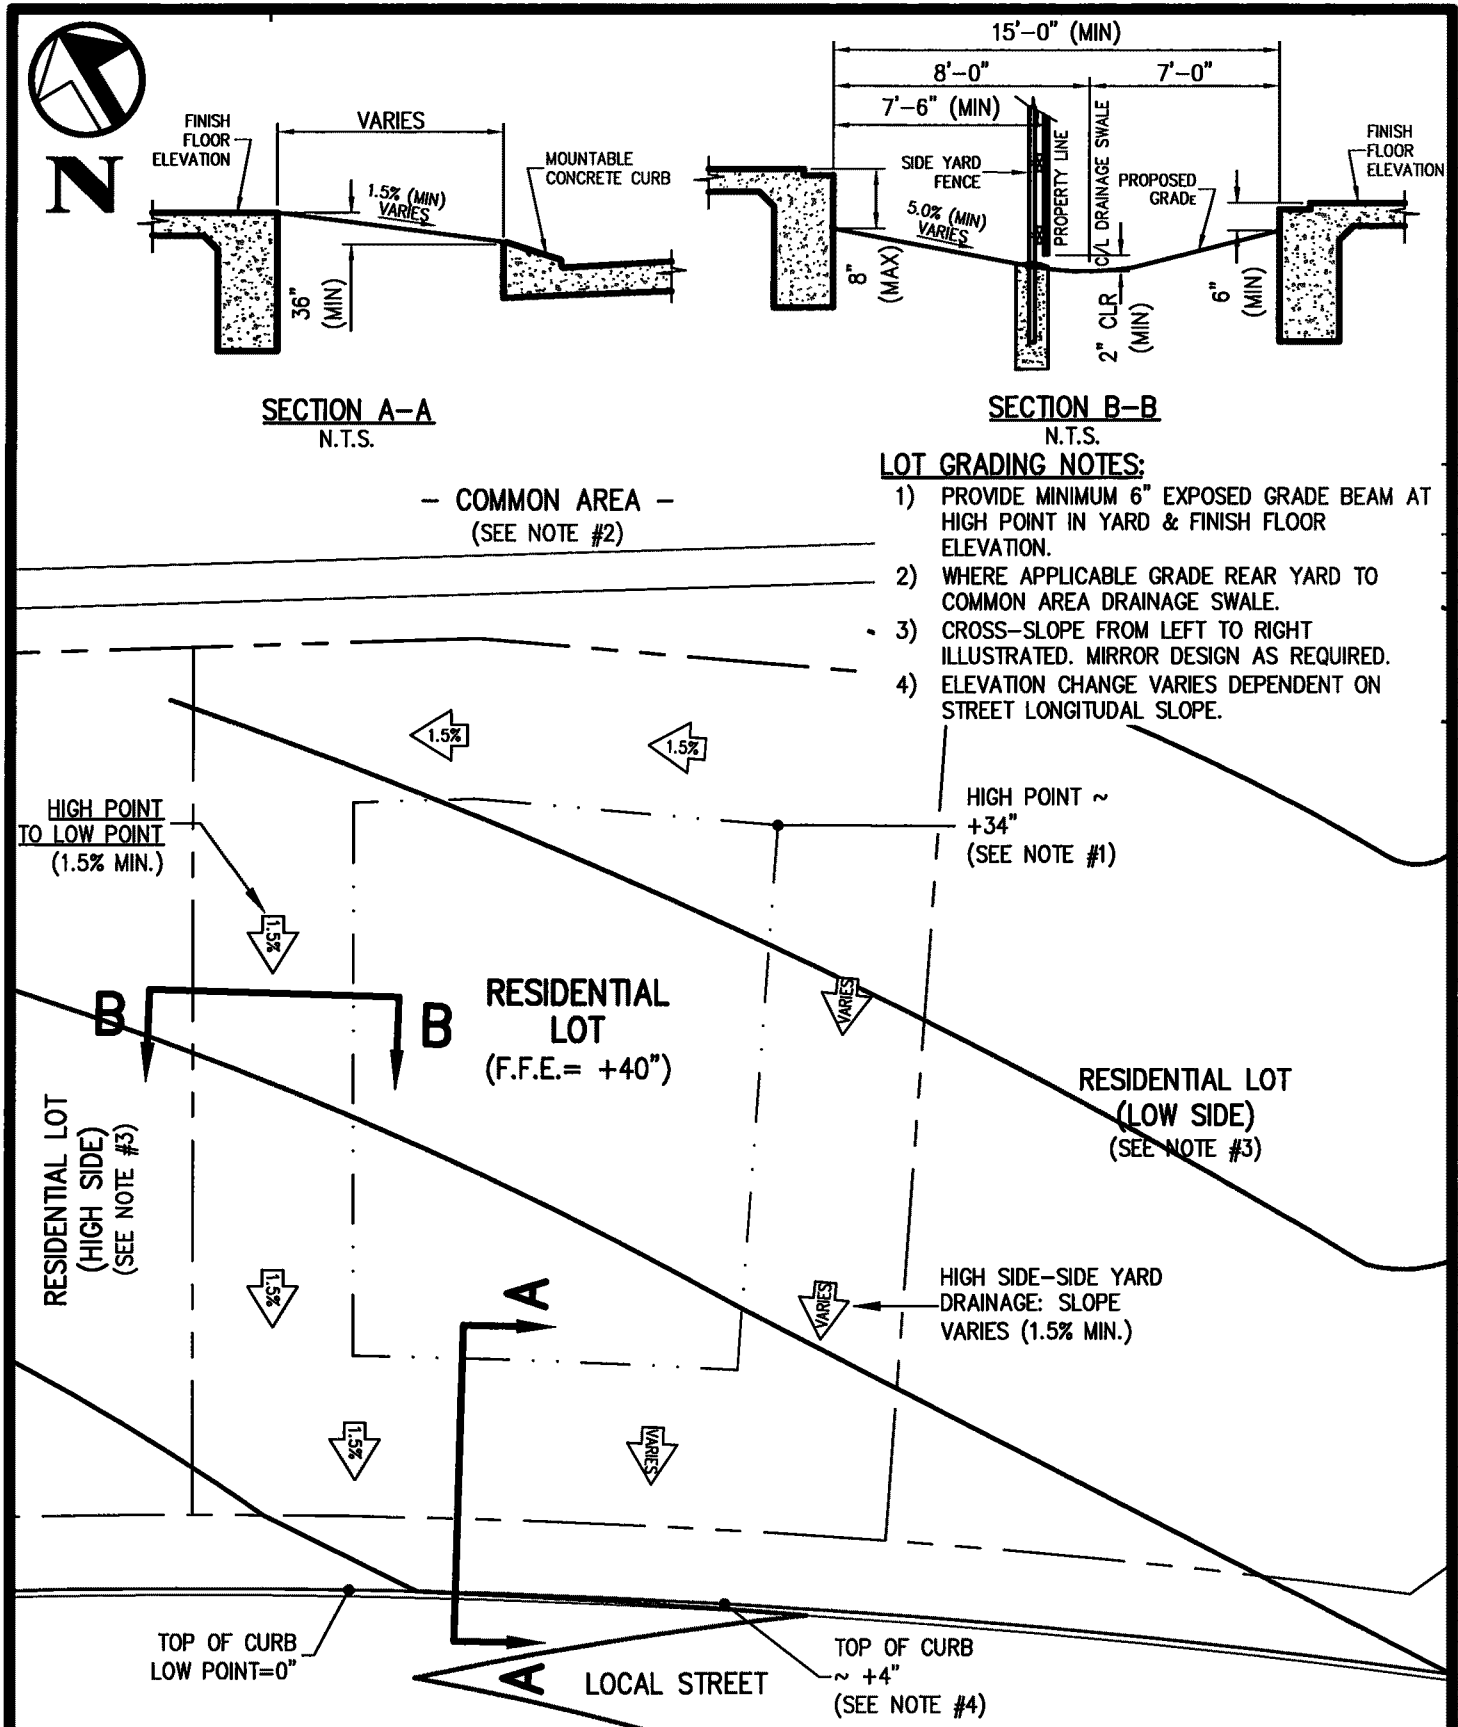 N
FINISH
FLOOR
ELEVATION
VARIES
1.5% (MIN)
VARIES
MOUNTABLE
CONCRETE CURB
36"
(MIN)
SECTION A-A
N.T.S.
15'-0" (MIN)
8'-0"
7'-0"
7'-6" (MIN)
SIDE YARD
FENCE
PROPERTY LINE
C/L DRAINAGE SWALE
PROPOSED
GRADE
FINISH
FLOOR
ELEVATION
5.0% (MIN)
VARIES
8"
(MAX)
2" CLR
(MIN)
6"
(MIN)
SECTION B-B
N.T.S.
LOT GRADING NOTES:
1) PROVIDE MINIMUM 6" EXPOSED GRADE BEAM AT
HIGH POINT IN YARD & FINISH FLOOR
ELEVATION.
2) WHERE APPLICABLE GRADE REAR YARD TO
COMMON AREA DRAINAGE SWALE.
3) CROSS-SLOPE FROM LEFT TO RIGHT
ILLUSTRATED. MIRROR DESIGN AS REQUIRED.
4) ELEVATION CHANGE VARIES DEPENDENT ON
STREET LONGITUDAL SLOPE.
- COMMON AREA -
(SEE NOTE #2)
1.5%
1.5%
HIGH POINT
TO LOW POINT
(1.5% MIN.)
HIGH POINT ~
+34"
(SEE NOTE #1)
1.5%
B
B
RESIDENTIAL
LOT
(F.F.E.= +40")
VARIES
RESIDENTIAL LOT
(LOW SIDE)
(SEE NOTE #3)
RESIDENTIAL LOT
(HIGH SIDE)
(SEE NOTE #3)
1.5%
A
VARIES
HIGH SIDE-SIDE YARD
DRAINAGE: SLOPE
VARIES (1.5% MIN.)
1.5%
VARIES
TOP OF CURB
LOW POINT=0"
A
LOCAL STREET
TOP OF CURB
~ +4"
(SEE NOTE #4)